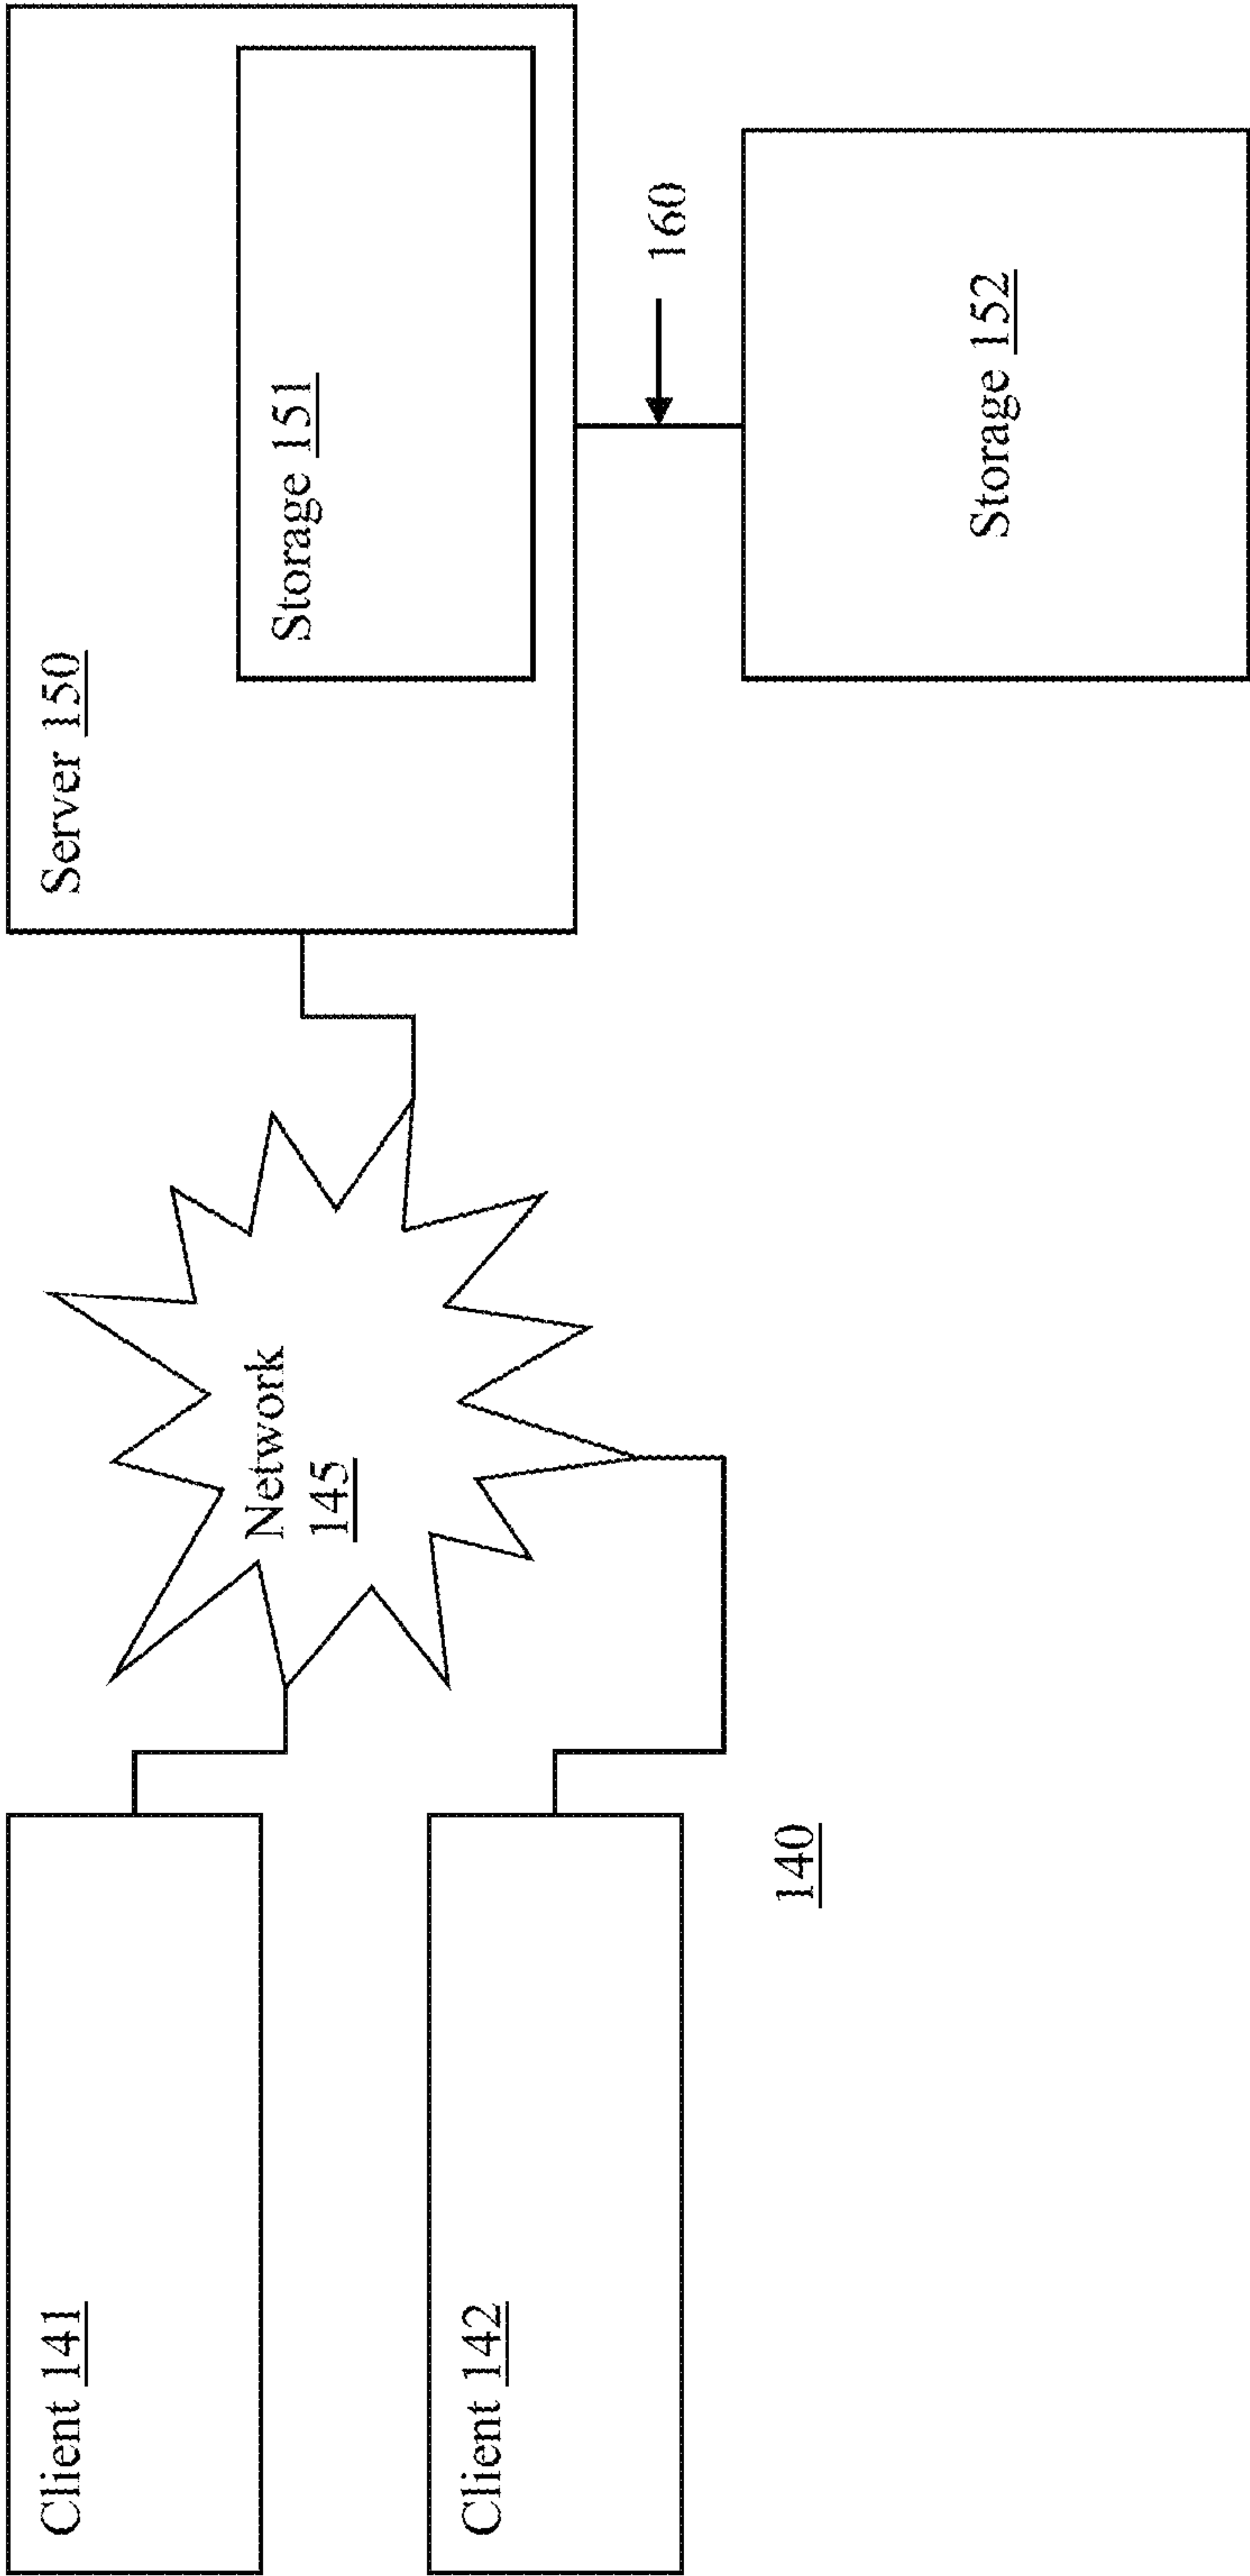 Client 141
Client 142
140
Network
145
Server 150
Storage 151
160
Storage 152